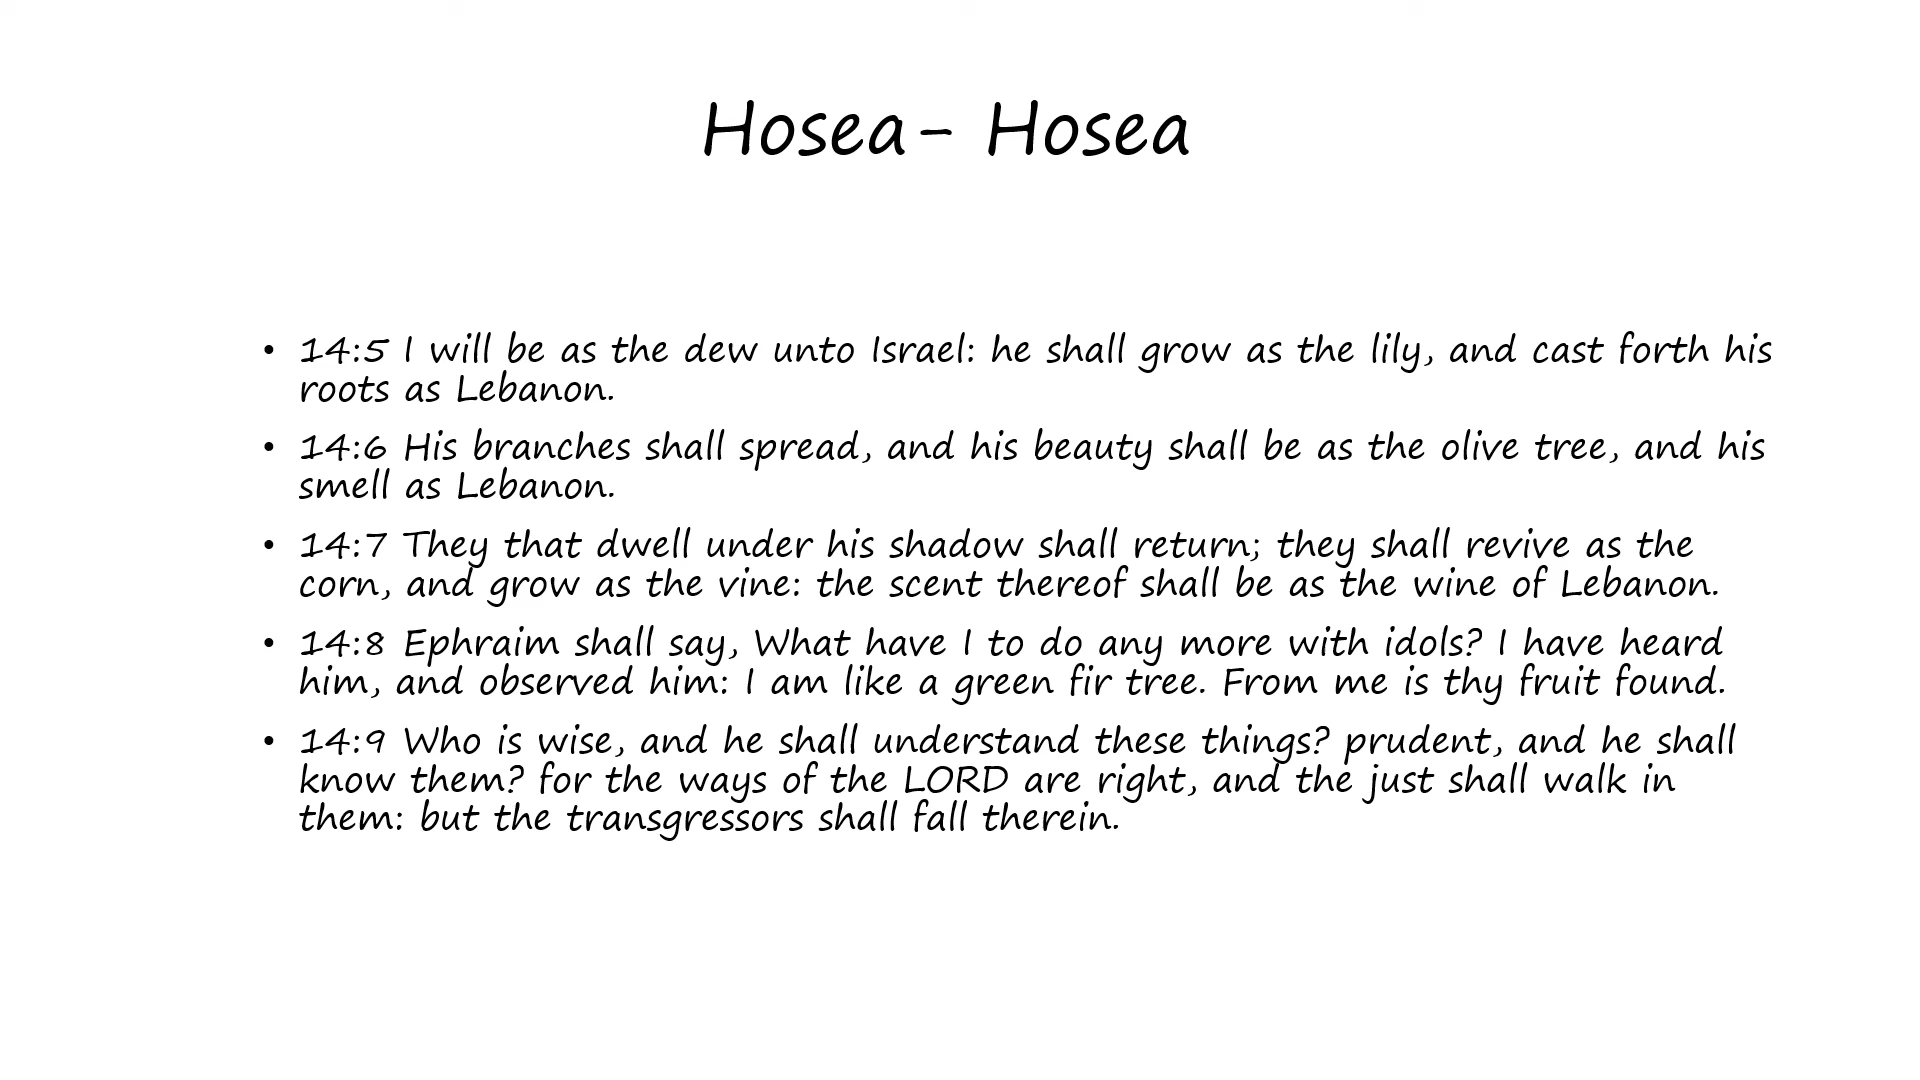 Hosea- Hosea
• 14:5 I will be as the dew unto Israel: he shall grow as the lily, and cast forth his
roots as Lebanon.
• 14:6 His branches shall spread, and his beauty shall be as the olive tree, and his
smell as Lebanon.
• 14:7 They that dwell under his shadow shall return; they shall revive as the
corn, and grow as the vine: the scent thereof shall be as the wine of Lebanon.
• 14:8 Ephraim shall say, What have I to do any more with idols? I have heard
him, and observed him: I am like a green fir tree. From me is thy fruit found.
• 14:9 Who is wise, and he shall understand these things? prudent, and he shall
know them? for the ways of the LORD are right, and the just shall walk in
them: but the transgressors shall fall therein.